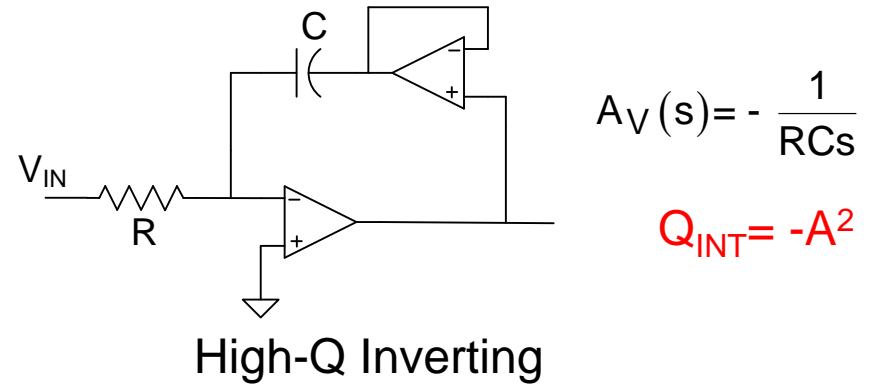 C
V_IN
R
−
+
−
+
A_V(s)= - 1/RCs
Q_INT= -A²
High-Q Inverting